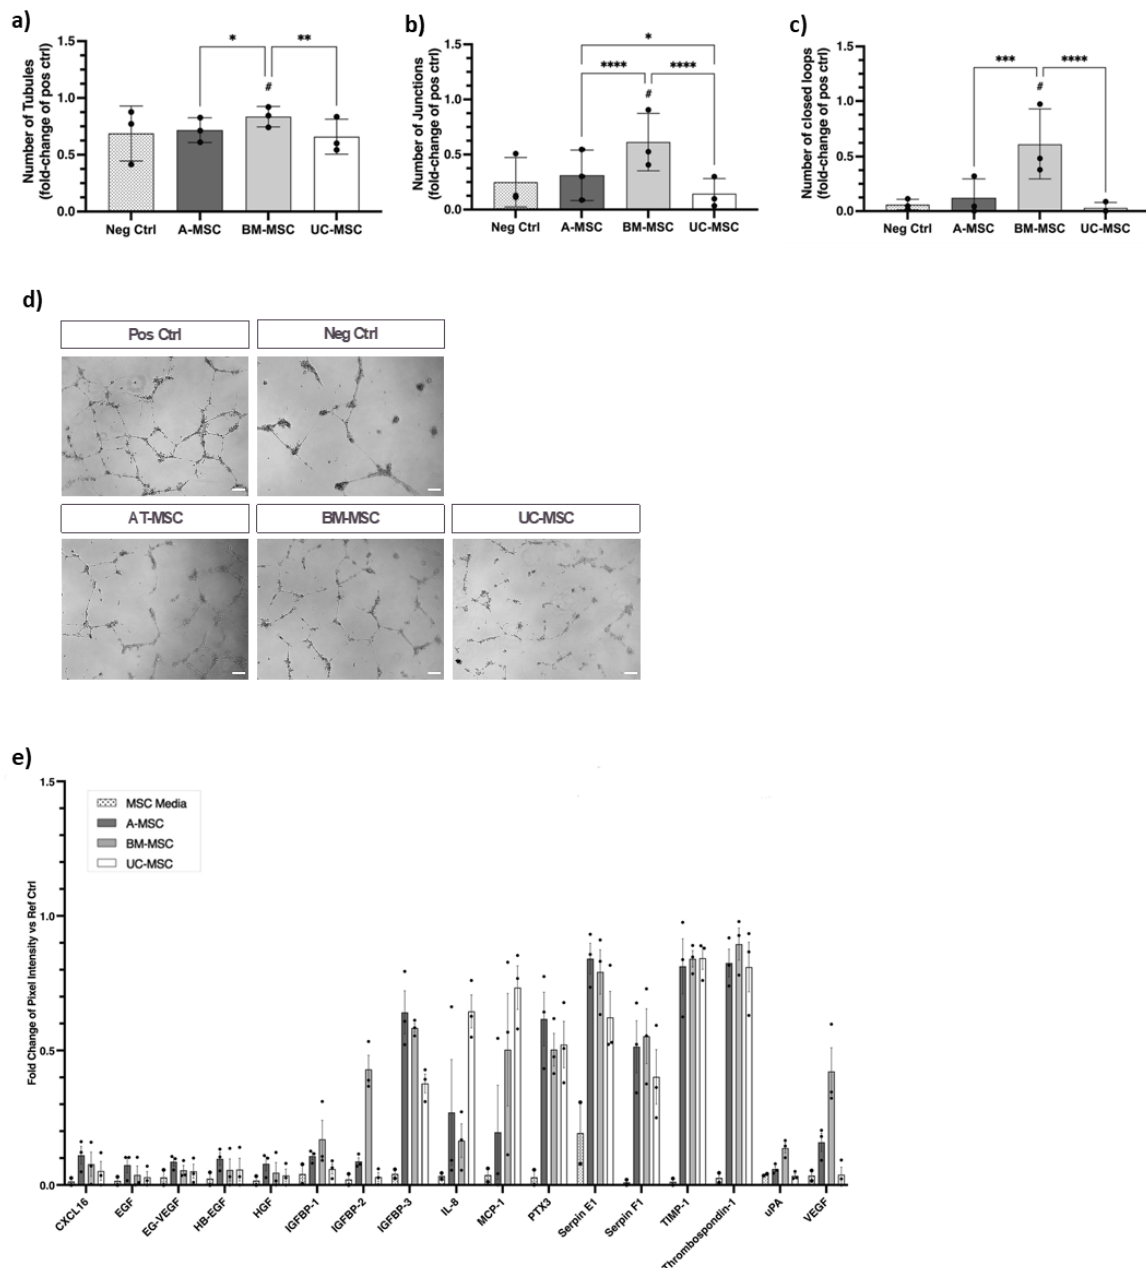 a)
Number of Tubules
(fold-change of pos ctrl)
1.5
1.0
0.5
0.0
*
**
#
Neg Ctrl A-MSC BM-MSC UC-MSC
b)
Number of Junctions
(fold-change of pos ctrl)
1.5
1.0
0.5
0.0
*
****
****
#
Neg Ctrl A-MSC BM-MSC UC-MSC
c)
Number of closed loops
(fold-change of pos ctrl)
1.5
1.0
0.5
0.0
***
****
#
Neg Ctrl A-MSC BM-MSC UC-MSC
d)
Pos Ctrl
Neg Ctrl
AT-MSC
BM-MSC
UC-MSC
e)
Fold Change of Pixel Intensity vs Ref Ctrl
1.5
1.0
0.5
0.0
MSC Media
A-MSC
BM-MSC
UC-MSC
CXCL16
EGF
EG-VEGF
HB-EGF
HGF
IGFBP-1
IGFBP-2
IGFBP-3
IL-8
MCP-1
PTX3
Serpin E1
Serpin F1
TIMP-1
Thrombospondin-1
uPA
VEGF